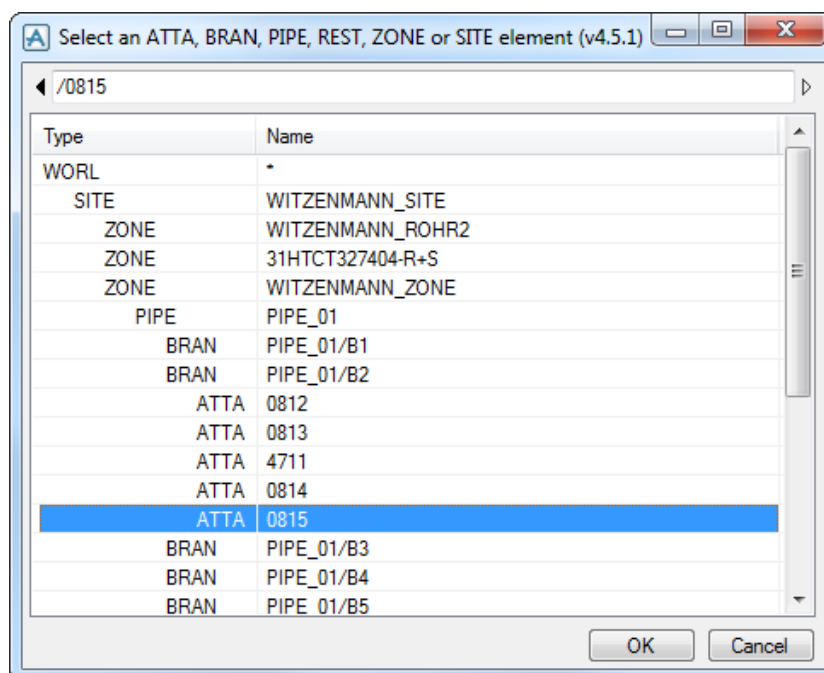 Select an ATTA, BRAN, PIPE, REST, ZONE or SITE element (v4.5.1)
/0815
Type Name
WORL *
SITE WITZENMANN_SITE
ZONE WITZENMANN_ROHR2
ZONE 31HTCT327404-R+S
ZONE WITZENMANN_ZONE
PIPE PIPE_01
BRAN PIPE_01/B1
BRAN PIPE_01/B2
ATTA 0812
ATTA 0813
ATTA 4711
ATTA 0814
ATTA 0815
BRAN PIPE_01/B3
BRAN PIPE_01/B4
BRAN PIPE_01/B5
OK Cancel